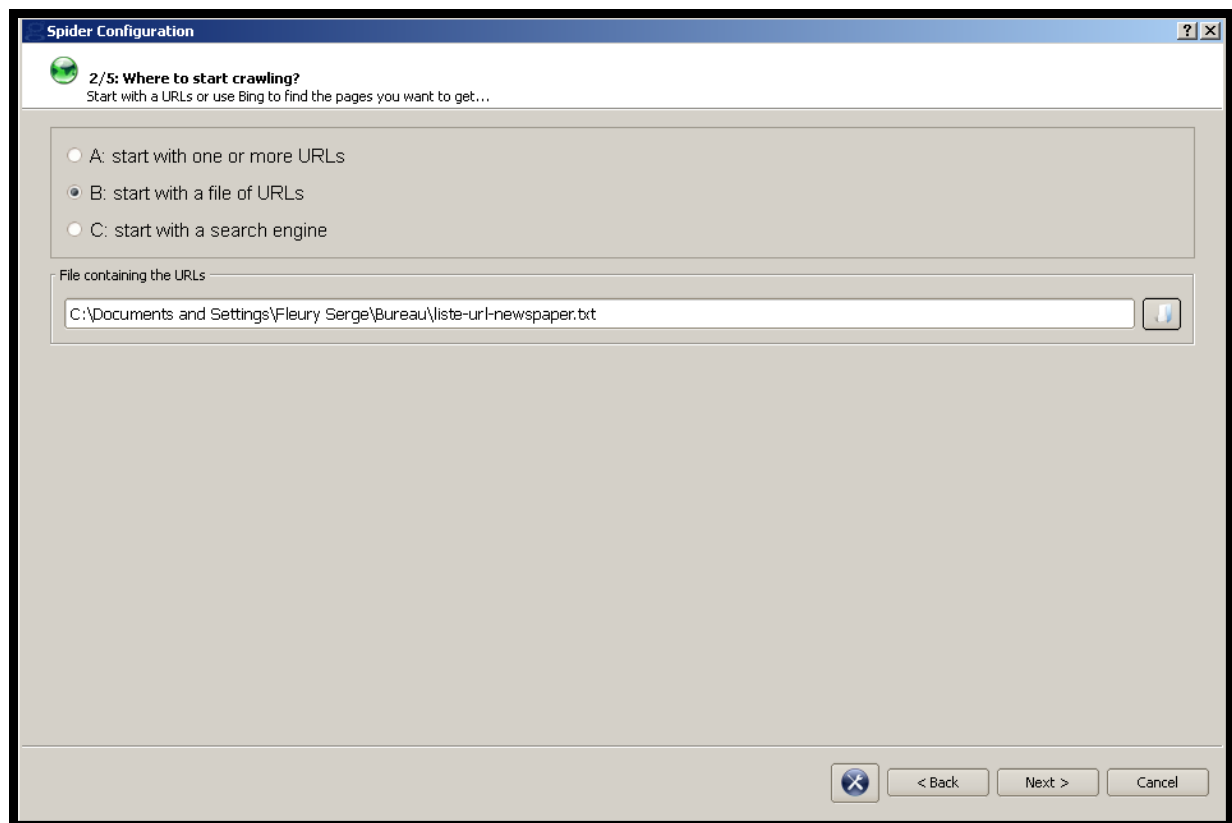 Spider Configuration
2/5: Where to start crawling?
Start with a URLs or use Bing to find the pages you want to get...
A: start with one or more URLs
B: start with a file of URLs
C: start with a search engine
File containing the URLs
C:\Documents and Settings\Fleury Serge\Bureau\liste-url-newspaper.txt
< Back Next > Cancel